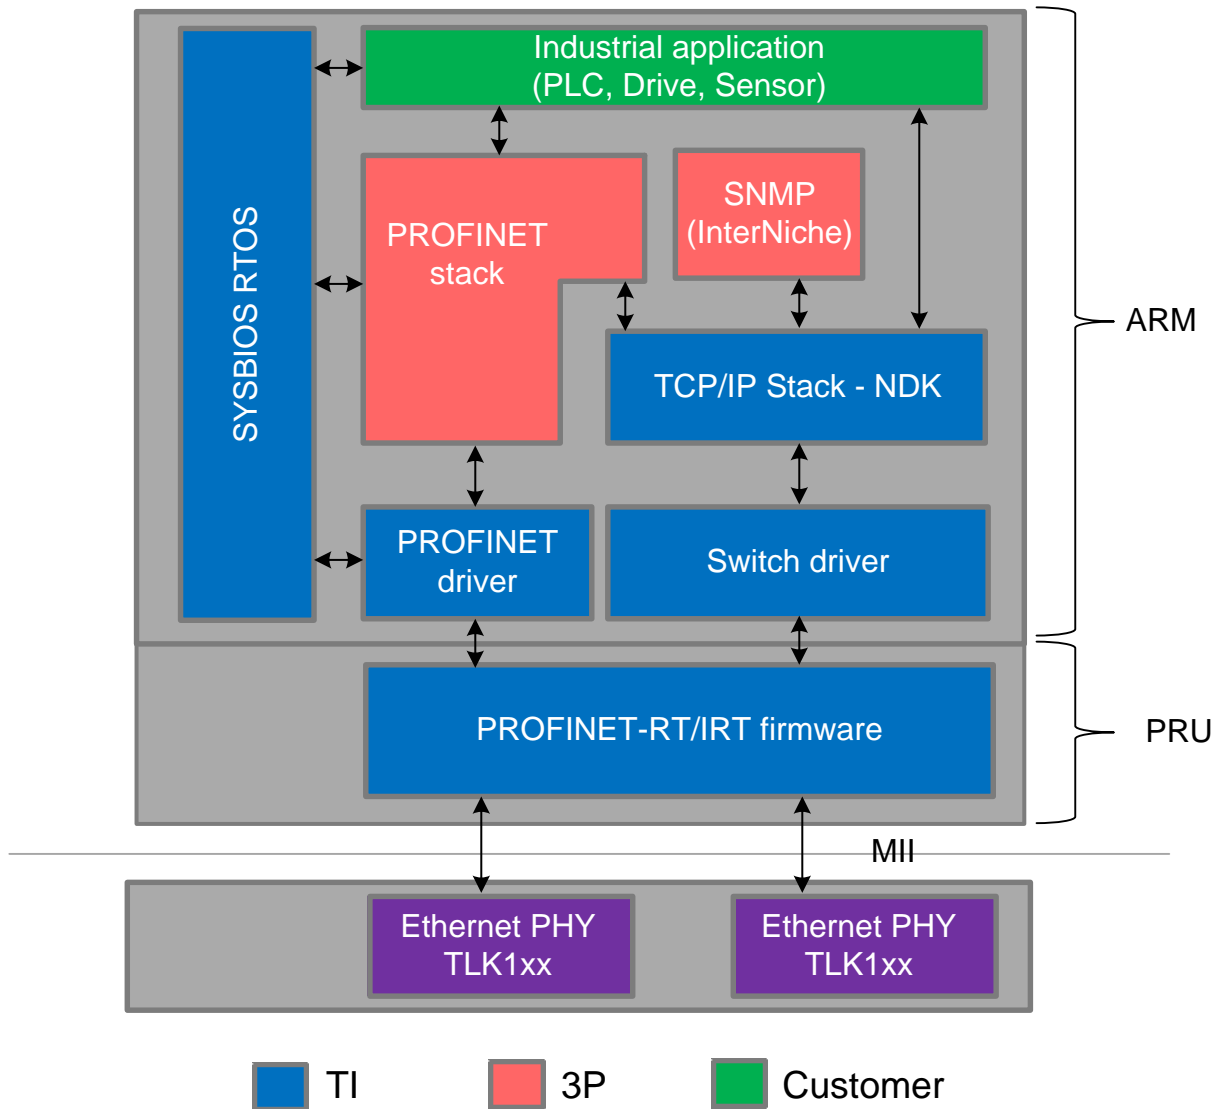 Industrial application
(PLC, Drive, Sensor)
SYSBIOS RTOS
PROFINET
stack
SNMP
(InterNiche)
ARM
TCP/IP Stack - NDK
PROFINET
driver
Switch driver
PROFINET-RT/IRT firmware
PRU
MII
Ethernet PHY
TLK1xx
Ethernet PHY
TLK1xx
TI
3P
Customer